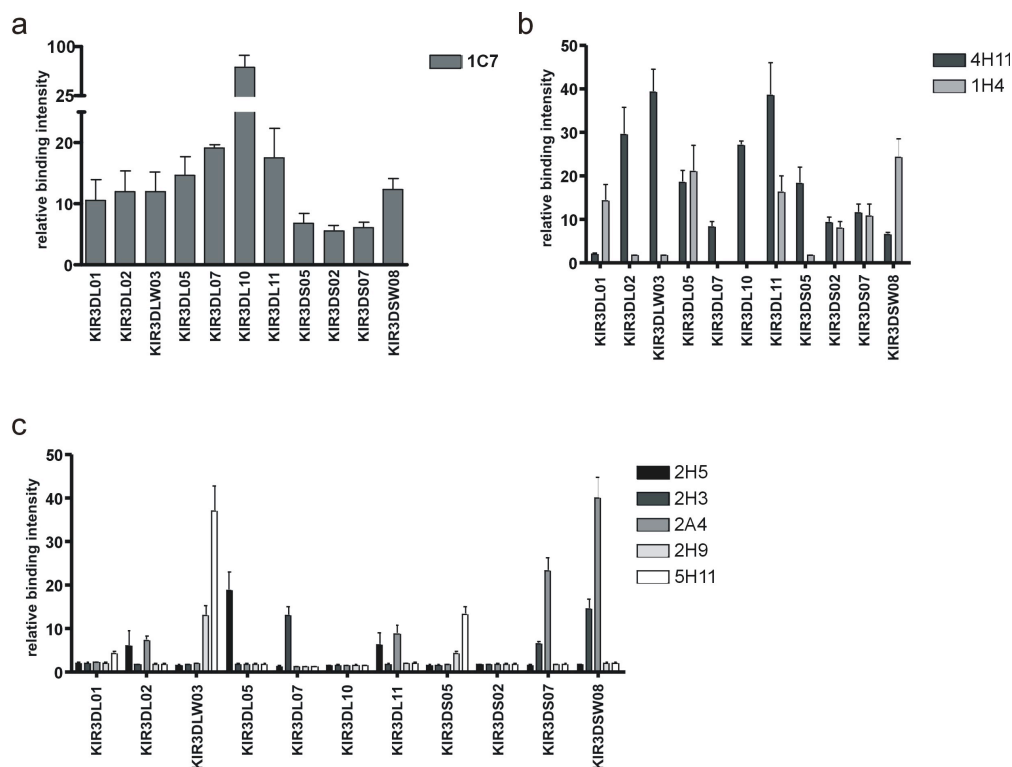 a
relative binding intensity
100
25
20
10
0
1C7
KIR3DL01
KIR3DL02
KIR3DLW03
KIR3DL05
KIR3DL07
KIR3DL10
KIR3DL11
KIR3DS05
KIR3DS02
KIR3DS07
KIR3DSW08
b
relative binding intensity
50
40
30
20
10
0
4H11
1H4
KIR3DL01
KIR3DL02
KIR3DLW03
KIR3DL05
KIR3DL07
KIR3DL10
KIR3DL11
KIR3DS05
KIR3DS02
KIR3DS07
KIR3DSW08
c
relative binding intensity
50
40
30
20
10
0
2H5
2H3
2A4
2H9
5H11
KIR3DL01
KIR3DL02
KIR3DLW03
KIR3DL05
KIR3DL07
KIR3DL10
KIR3DL11
KIR3DS05
KIR3DS02
KIR3DS07
KIR3DSW08